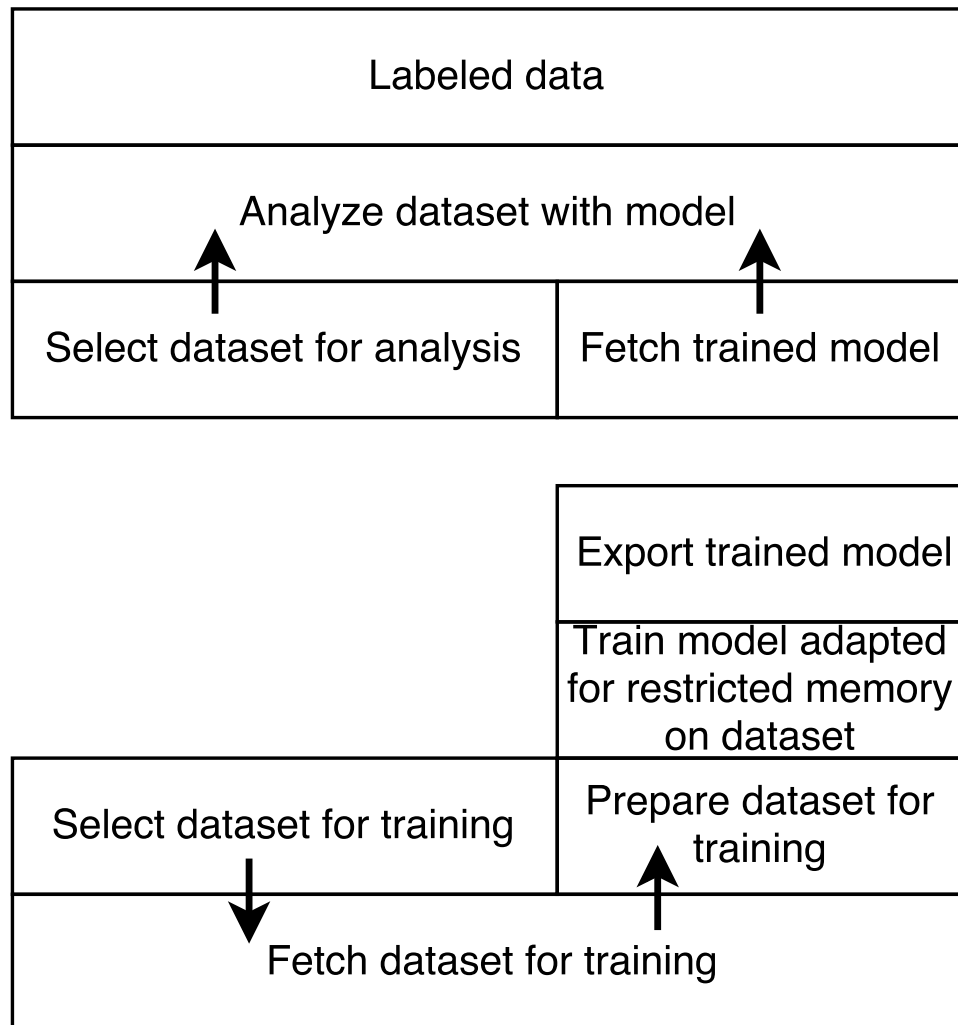 Labeled data
Analyze dataset with model
Select dataset for analysis
Fetch trained model
Export trained model
Train model adapted
for restricted memory
on dataset
Select dataset for training
Prepare dataset for
training
Fetch dataset for training